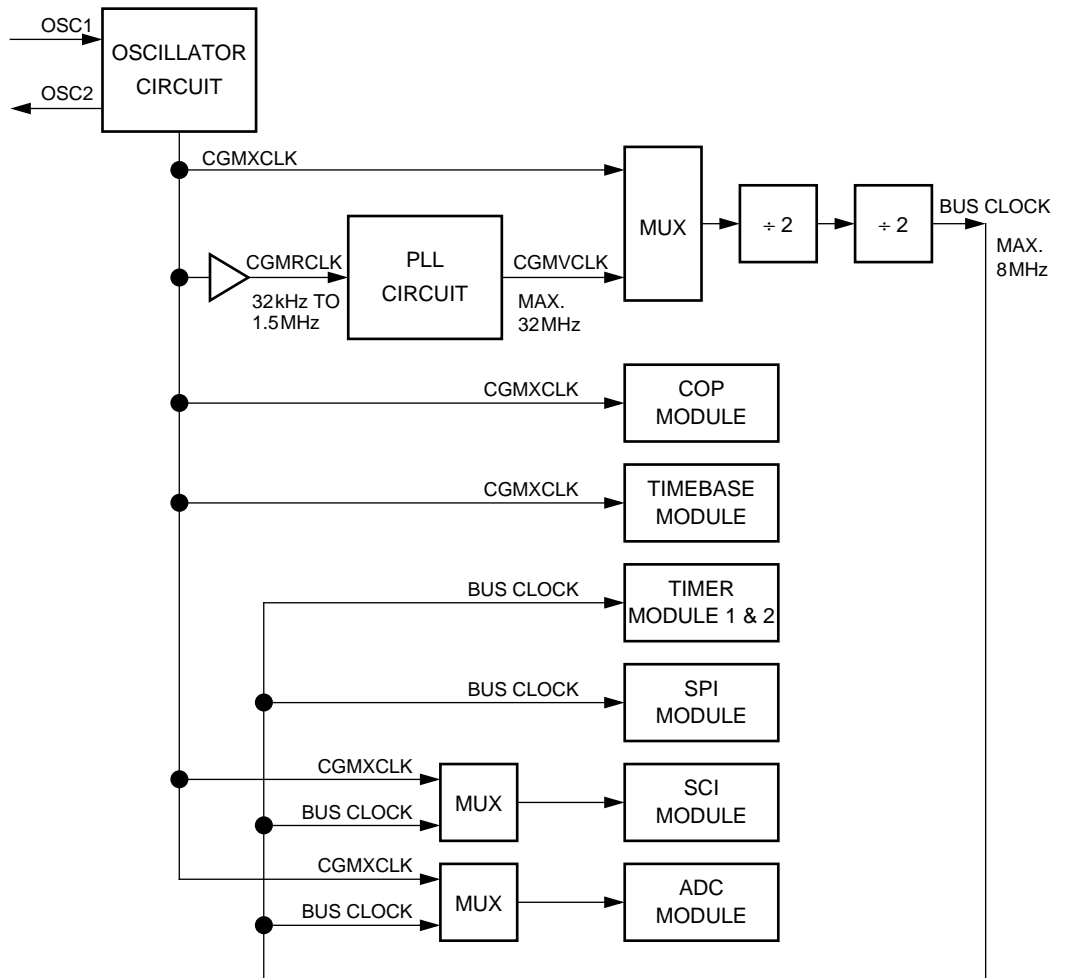 OSC1
OSCILLATOR
CIRCUIT
OSC2
CGMXCLK
MUX
÷ 2
÷ 2
BUS CLOCK
MAX.
8MHz
CGMRCLK
32kHz TO
1.5MHz
PLL
CIRCUIT
CGMVCLK
MAX.
32MHz
CGMXCLK
COP
MODULE
CGMXCLK
TIMEBASE
MODULE
BUS CLOCK
TIMER
MODULE 1 & 2
BUS CLOCK
SPI
MODULE
CGMXCLK
BUS CLOCK
MUX
SCI
MODULE
CGMXCLK
BUS CLOCK
MUX
ADC
MODULE